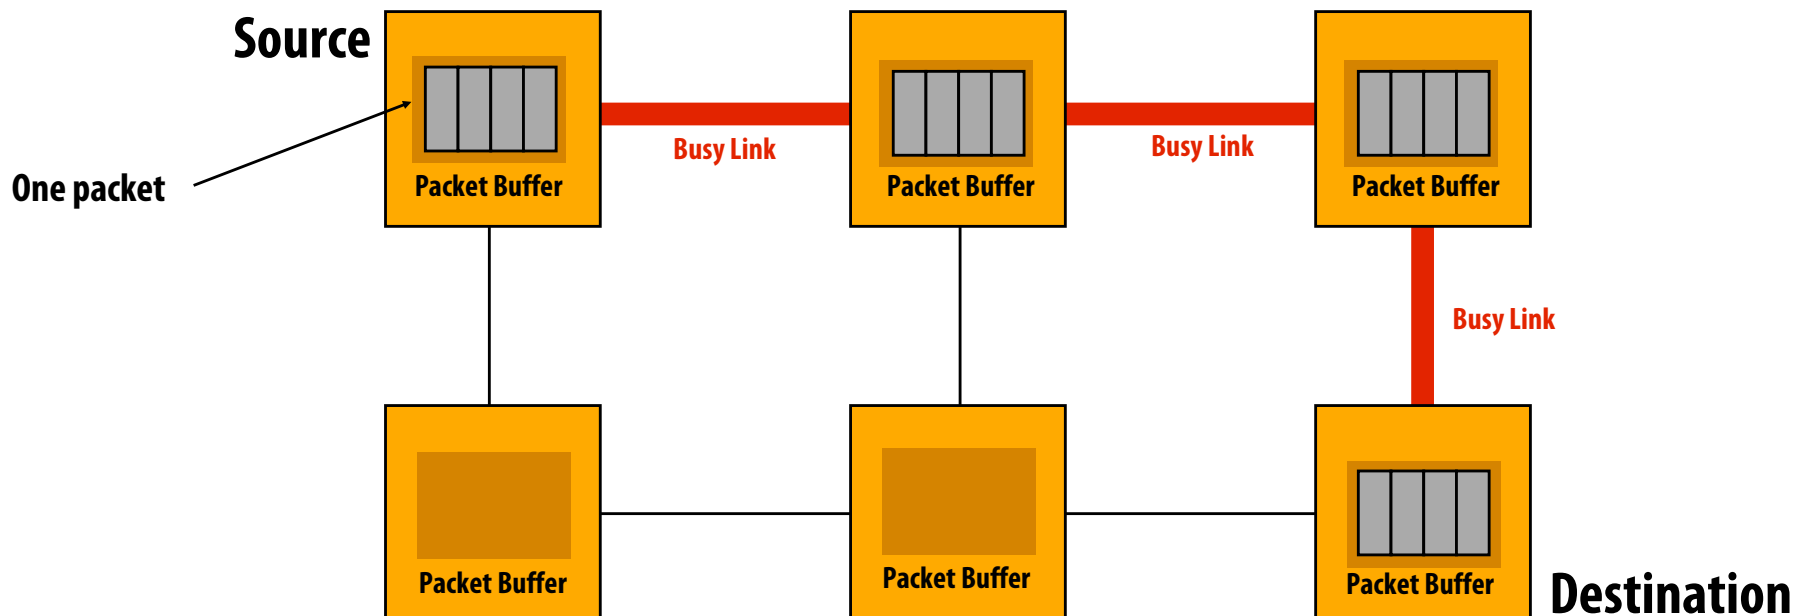 Source
One packet
Packet Buffer
Busy Link
Packet Buffer
Busy Link
Packet Buffer
Busy Link
Packet Buffer
Packet Buffer
Packet Buffer
Destination